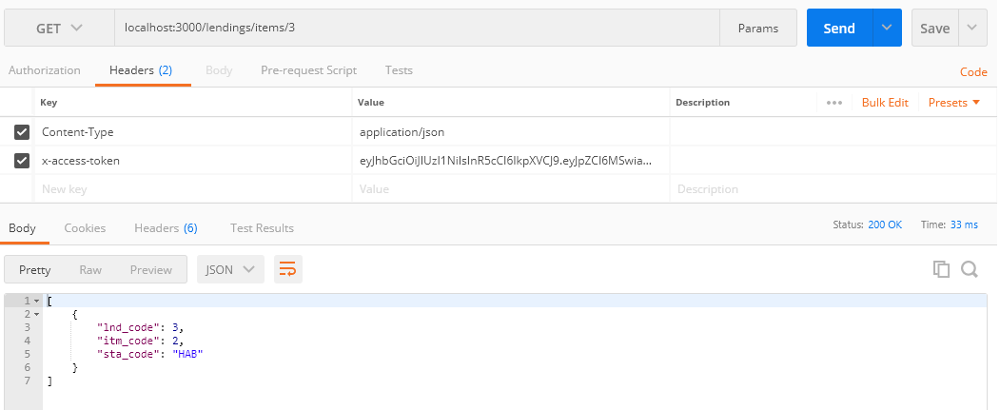 GET localhost:3000/lendings/items/3 Params Send Save
Authorization Headers (2) Body Pre-request Script Tests Code
Key Value Description ••• Bulk Edit Presets
Content-Type application/json
x-access-token eyJhbGciOiJIUzI1NiIsInR5cCI6IkpXVCJ9.eyJpZCI6MSwia...
New key Value Description
Body Cookies Headers (6) Test Results Status: 200 OK Time: 33 ms
Pretty Raw Preview JSON
1 [
2 {
3 "lnd_code": 3,
4 "itm_code": 2,
5 "sta_code": "HAB"
6 }
7 ]